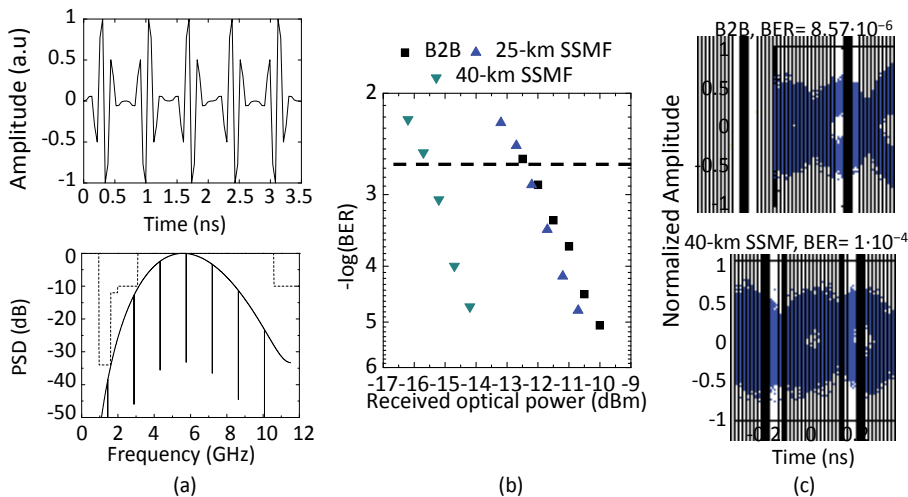 1
0.5
0
-0.5
-1
Amplitude (a.u)
0 0.5 1 1.5 2 2.5 3 3.5
Time (ns)
0
-10
-20
-30
-40
-50
PSD (dB)
0 2 4 6 8 10 12
Frequency (GHz)
(a)
B2B 25-km SSMF
40-km SSMF
2
3
4
5
6
-log(BER)
-17-16-15-14-13-12-11-10 -9
Received optical power (dBm)
(b)
B2B, BER= 8.57·10⁻⁶
1
0.5
0
-0.5
-1
Normalized Amplitude
40-km SSMF, BER= 1·10⁻⁴
1
0.5
0
-0.5
-1
-0.2 0 0.2
Time (ns)
(c)